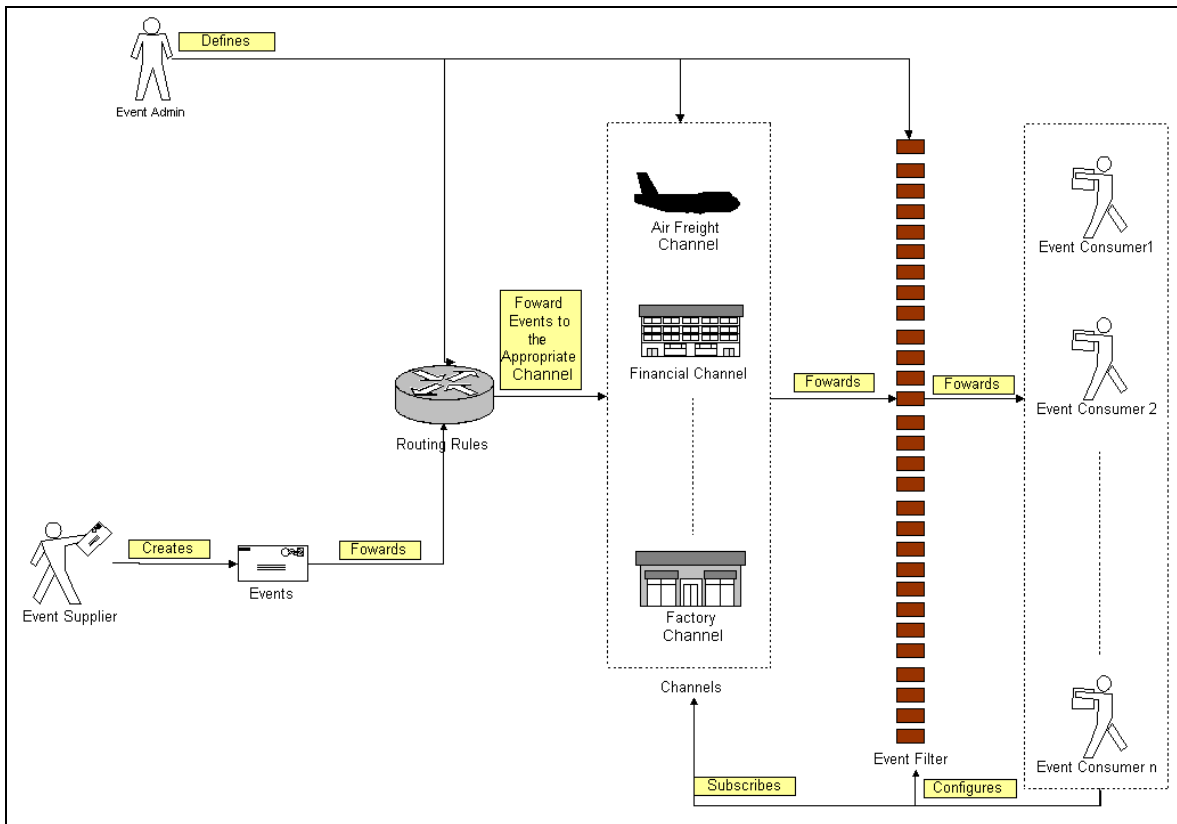 Defines
Event Admin
Air Freight
Channel
Event Consumer1
Foward
Events to
the
Appropriate
Channel
Financial Channel
Fowards
Fowards
Event Consumer 2
Routing Rules
Creates
Fowards
Events
Event Supplier
Factory
Channel
Channels
Event Filter
Event Consumer n
Subscribes
Configures